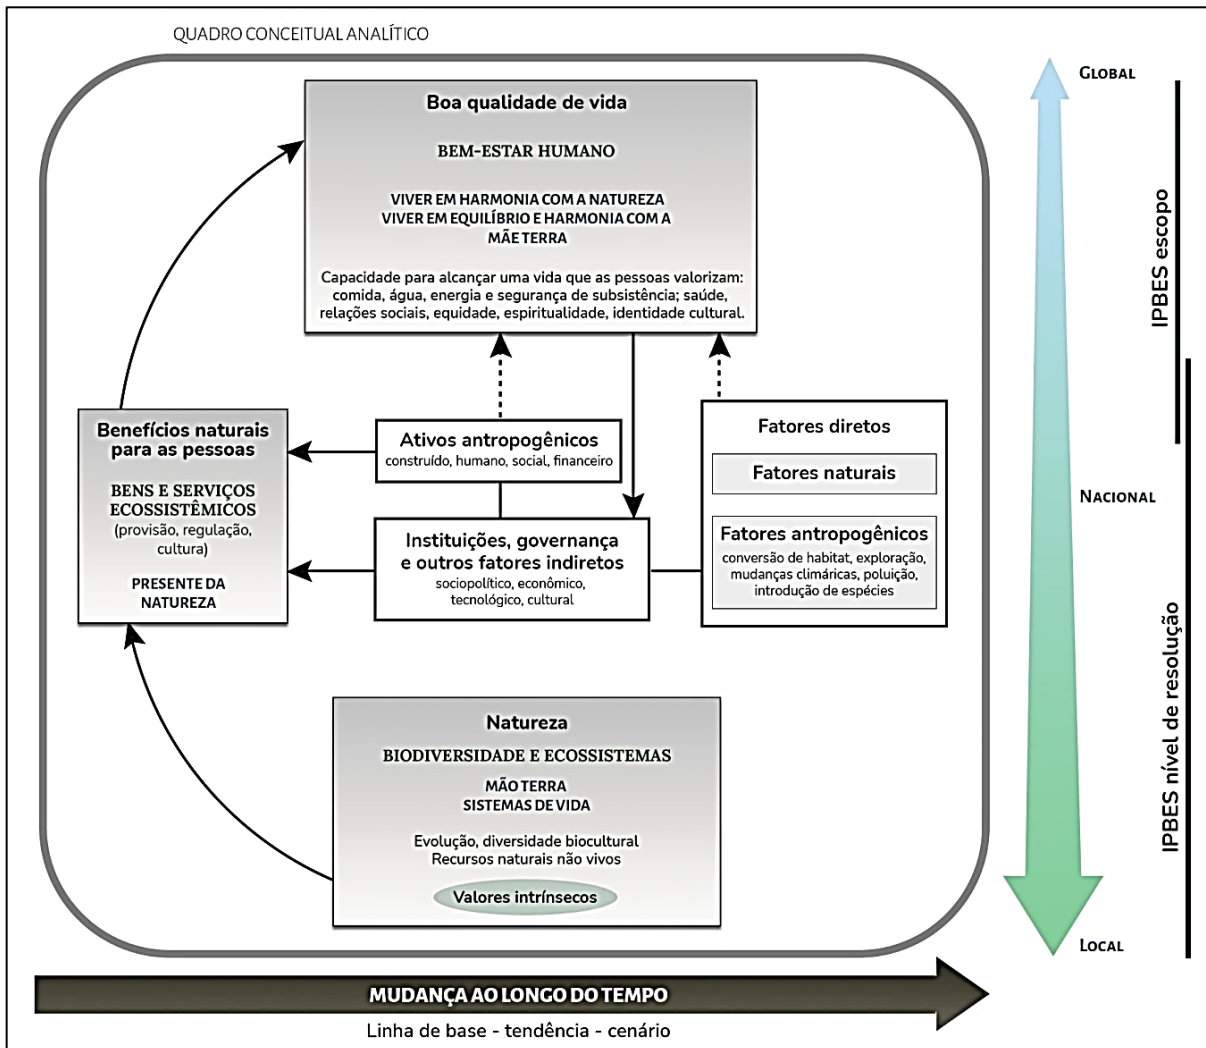 QUADRO CONCEITUAL ANALÍTICO
Boa qualidade de vida
BEM-ESTAR HUMANO
VIVER EM HARMONIA COM A NATUREZA
VIVER EM EQUILÍBRIO E HARMONIA COM A
MÃE TERRA
Capacidade para alcançar uma vida que as pessoas valorizam:
comida, água, energia e segurança de subsistência; saúde,
relações sociais, equidade, espiritualidade, identidade cultural.
Benefícios naturais
para as pessoas
BENS E SERVIÇOS
ECOSSISTÊMICOS
(provisão, regulação,
cultura)
PRESENTE DA
NATUREZA
Ativos antropogênicos
construído, humano, social, financeiro
Instituições, governança
e outros fatores indiretos
sociopolítico, econômico,
tecnológico, cultural
Fatores diretos
Fatores naturais
Fatores antropogênicos
conversão de habitat, exploração,
mudanças climáricas, poluição,
introdução de espécies
Natureza
BIODIVERSIDADE E ECOSSISTEMAS
MÃO TERRA
SISTEMAS DE VIDA
Evolução, diversidade biocultural
Recursos naturais não vivos
Valores intrínsecos
GLOBAL
NACIONAL
LOCAL
IPBES escopo
IPBES nível de resolução
MUDANÇA AO LONGO DO TEMPO
Linha de base - tendência - cenário